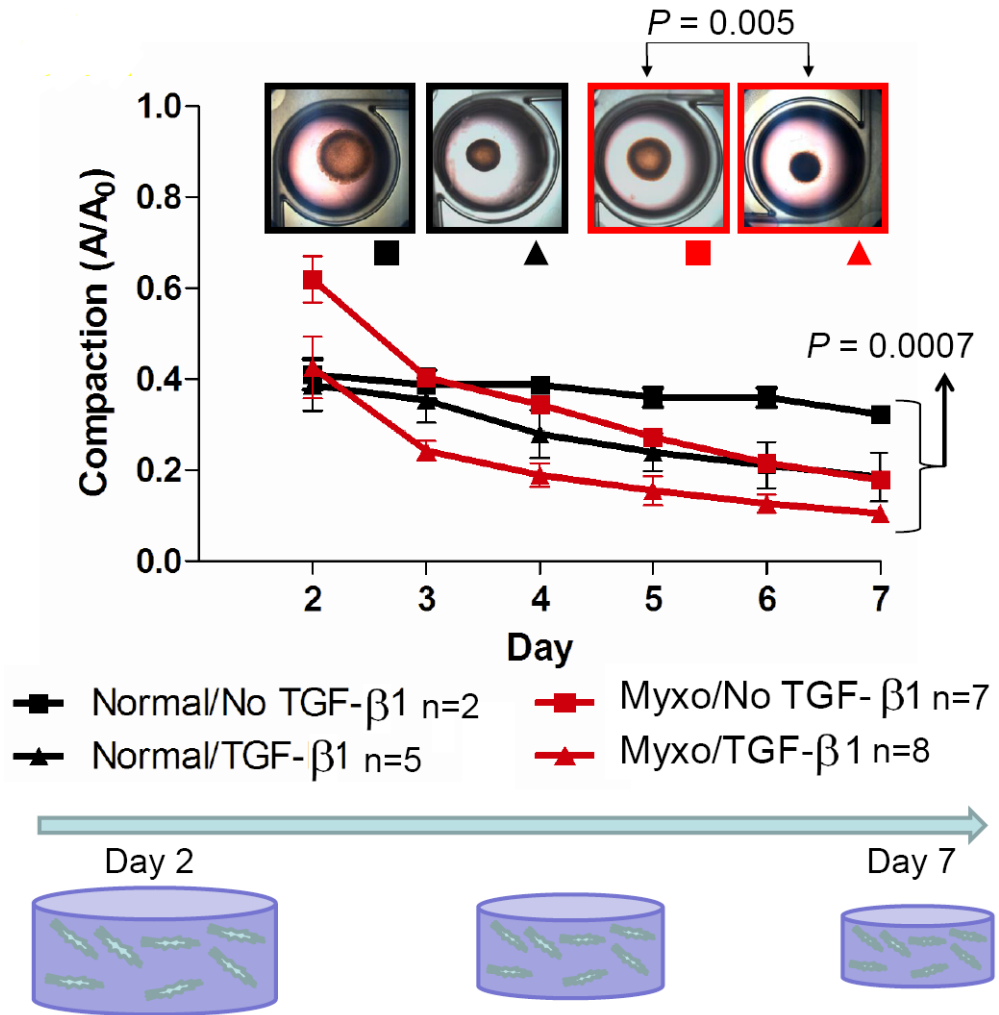 P = 0.005
1.0
0.8
0.6
0.4
0.2
0.0
Compaction (A/A0)
P = 0.0007
2 3 4 5 6 7
Day
Normal/No TGF-β1 n=2
Myxo/No TGF- β1 n=7
Normal/TGF-β1 n=5
Myxo/TGF-β1 n=8
Day 2
Day 7